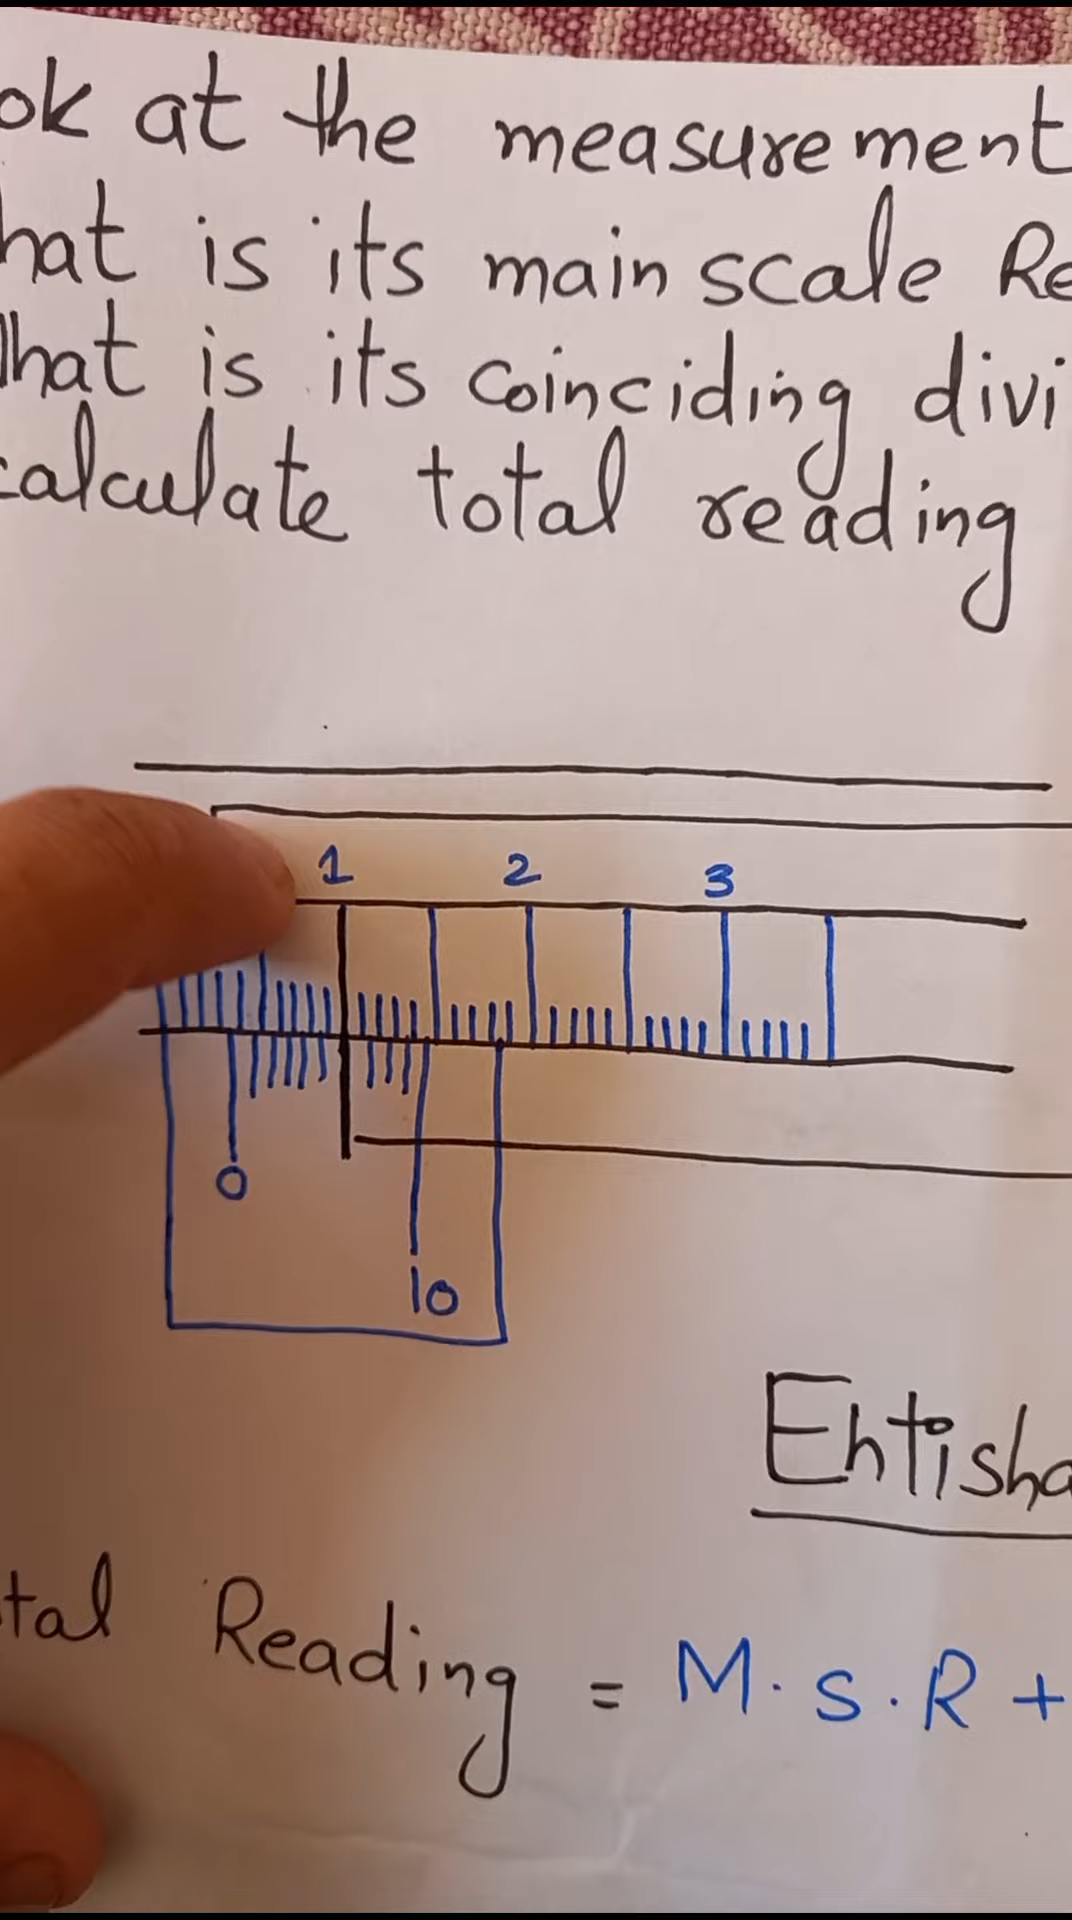 ok at the measurement
hat is its main scale Re
hat is its coinciding divi
calculate total reading
1 2 3
0
10
Ehtisha
tal Reading = M.S.R +